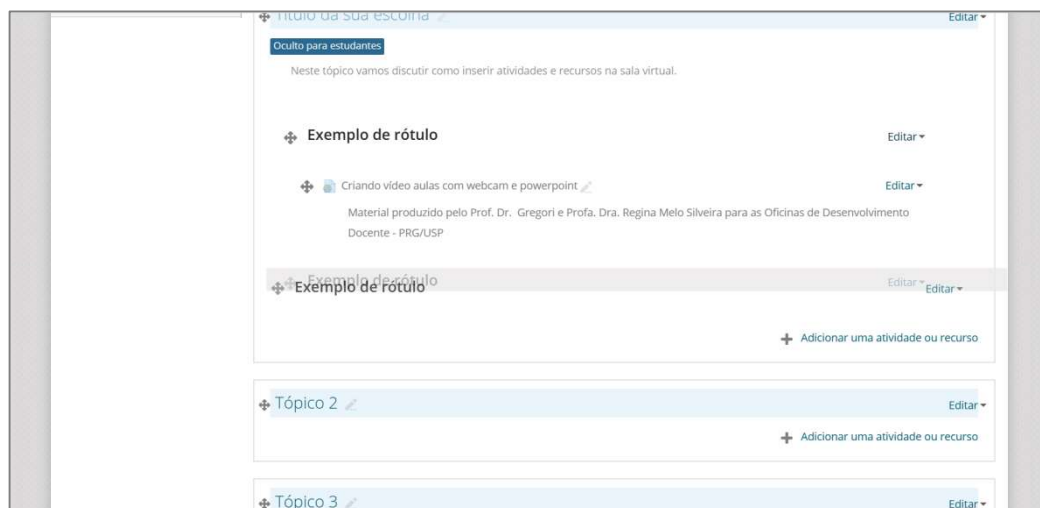 Título da sua escolha Editar
Oculto para estudantes
Neste tópico vamos discutir como inserir atividades e recursos na sala virtual.
Exemplo de rótulo Editar
Criando vídeo aulas com webcam e powerpoint Editar
Material produzido pelo Prof. Dr. Gregori e Profa. Dra. Regina Melo Silveira para as Oficinas de Desenvolvimento
Docente - PRG/USP
Exemplo de rótulo Editar
Exemplo de rótulo Editar
Adicionar uma atividade ou recurso
Tópico 2 Editar
Adicionar uma atividade ou recurso
Tópico 3 Editar